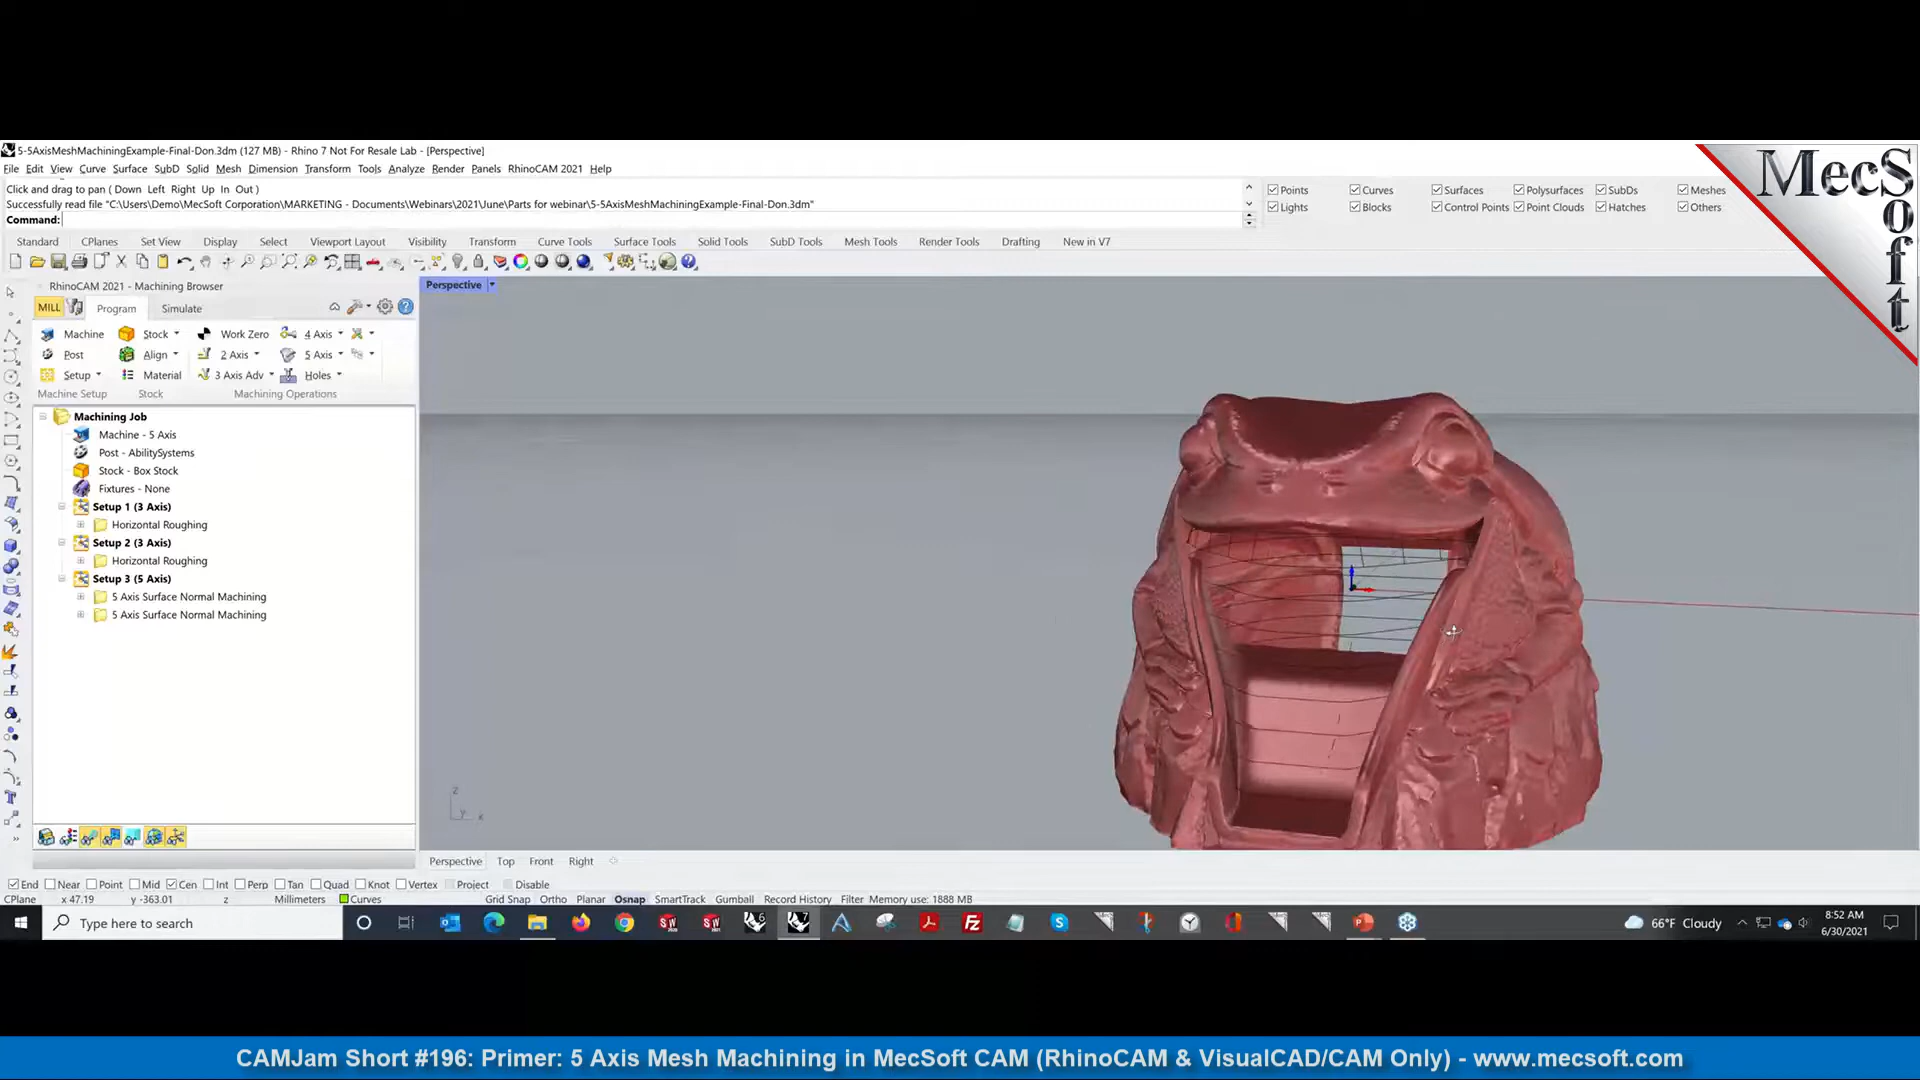 5-5AxisMeshMachiningExample-Final-Don.3dm (127 MB) - Rhino 7 Not For Resale Lab - [Perspective]
File Edit View Curve Surface SubD Solid Mesh Dimension Transform Tools Analyze Render Panels RhinoCAM 2021 Help
Click and drag to pan ( Down Left Right Up In Out )
Successfully read file "C:\Users\Demo\MecSoft Corporation\MARKETING - Documents\Webinars\2021\June\Parts for webinar\5-5AxisMeshMachiningExample-Final-Don.3dm"
Command:
Points Curves Surfaces Polysurfaces SubDs Meshes
Lights Blocks Control Points Point Clouds Hatches Others
MecSoft
Standard CPlanes Set View Display Select Viewport Layout Visibility Transform Curve Tools Surface Tools Solid Tools SubD Tools Mesh Tools Render Tools Drafting New in V7
RhinoCAM 2021 - Machining Browser
MILL Program Simulate
Machine Stock Work Zero 4 Axis
Post Align 2 Axis 5 Axis
Setup Material 3 Axis Adv Holes
Machine Setup Stock Machining Operations
Machining Job
Machine - 5 Axis
Post - AbilitySystems
Stock - Box Stock
Fixtures - None
Setup 1 (3 Axis)
Horizontal Roughing
Setup 2 (3 Axis)
Horizontal Roughing
Setup 3 (5 Axis)
5 Axis Surface Normal Machining
5 Axis Surface Normal Machining
Perspective
z
y x
Perspective Top Front Right
End Near Point Mid Cen Int Perp Tan Quad Knot Vertex Project Disable
CPlane x 47.19 y -363.01 z Millimeters Curves Grid Snap Ortho Planar Osnap SmartTrack Gumball Record History Filter Memory use: 1888 MB
Type here to search
66°F Cloudy
8:52 AM
6/30/2021
CAMJam Short #196: Primer: 5 Axis Mesh Machining in MecSoft CAM (RhinoCAM & VisualCAD/CAM Only) - www.mecsoft.com